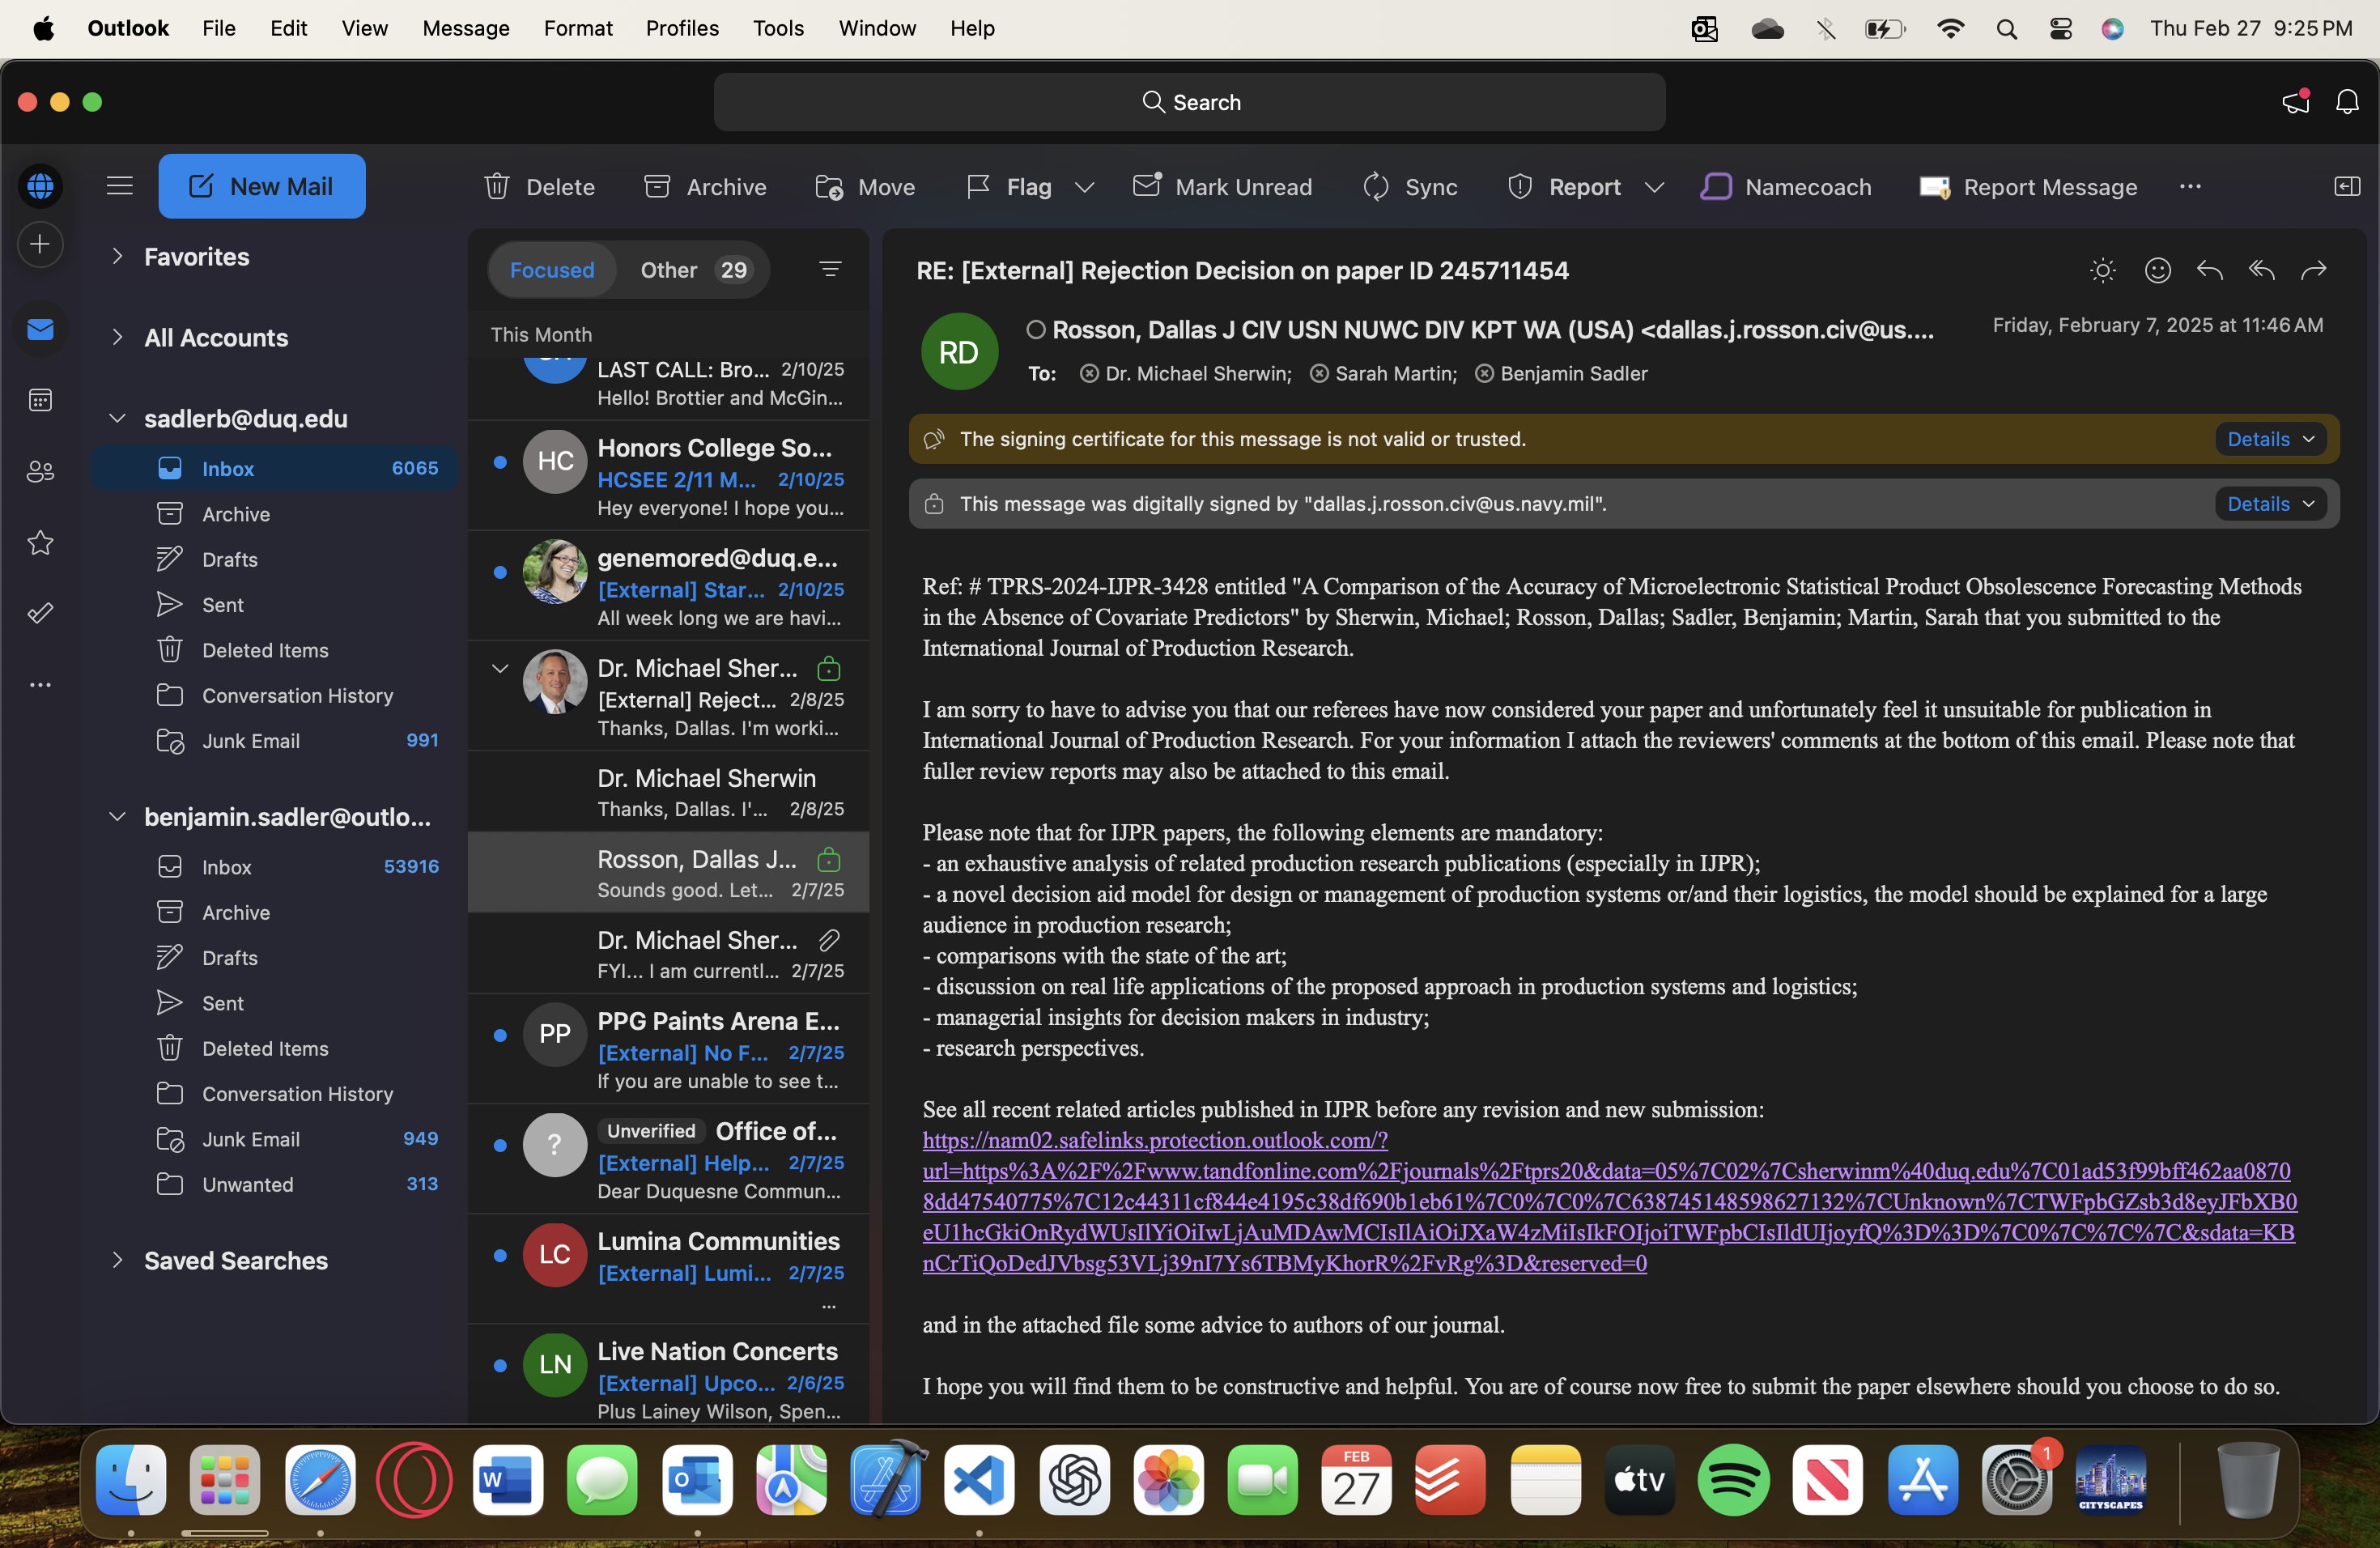 Outlook File Edit View Message Format Profiles Tools Window Help Thu Feb 27 9:25 PM
Search
New Mail Delete Archive Move Flag Mark Unread Sync Report Namecoach Report Message
Favorites
All Accounts
sadlerb@duq.edu
Inbox 6065
Archive
Drafts
Sent
Deleted Items
Conversation History
Junk Email 991
benjamin.sadler@outlo...
Inbox 53916
Archive
Drafts
Sent
Deleted Items
Conversation History
Junk Email 949
Unwanted 313
Saved Searches
Focused Other 29
This Month
LAST CALL: Bro... 2/10/25
Hello! Brottier and McGin...
HC Honors College So...
HCSEE 2/11 M... 2/10/25
Hey everyone! I hope you...
genemored@duq.e...
[External] Star... 2/10/25
All week long we are havi...
Dr. Michael Sher...
[External] Reject... 2/8/25
Thanks, Dallas. I'm worki...
Dr. Michael Sherwin
Thanks, Dallas. I'... 2/8/25
Rosson, Dallas J...
Sounds good. Let... 2/7/25
Dr. Michael Sher...
FYI... I am currentl... 2/7/25
PP PPG Paints Arena E...
[External] No F... 2/7/25
If you are unable to see t...
? Unverified Office of...
[External] Help... 2/7/25
Dear Duquesne Commun...
LC Lumina Communities
[External] Lumi... 2/7/25
...
LN Live Nation Concerts
[External] Upco... 2/6/25
Plus Lainey Wilson, Spen...
RE: [External] Rejection Decision on paper ID 245711454
RD Rosson, Dallas J CIV USN NUWC DIV KPT WA (USA) <dallas.j.rosson.civ@us.... Friday, February 7, 2025 at 11:46 AM
To: Dr. Michael Sherwin; Sarah Martin; Benjamin Sadler
The signing certificate for this message is not valid or trusted. Details
This message was digitally signed by "dallas.j.rosson.civ@us.navy.mil". Details
Ref: # TPRS-2024-IJPR-3428 entitled "A Comparison of the Accuracy of Microelectronic Statistical Product Obsolescence Forecasting Methods
in the Absence of Covariate Predictors" by Sherwin, Michael; Rosson, Dallas; Sadler, Benjamin; Martin, Sarah that you submitted to the
International Journal of Production Research.
I am sorry to have to advise you that our referees have now considered your paper and unfortunately feel it unsuitable for publication in
International Journal of Production Research. For your information I attach the reviewers' comments at the bottom of this email. Please note that
fuller review reports may also be attached to this email.
Please note that for IJPR papers, the following elements are mandatory:
- an exhaustive analysis of related production research publications (especially in IJPR);
- a novel decision aid model for design or management of production systems or/and their logistics, the model should be explained for a large
audience in production research;
- comparisons with the state of the art;
- discussion on real life applications of the proposed approach in production systems and logistics;
- managerial insights for decision makers in industry;
- research perspectives.
See all recent related articles published in IJPR before any revision and new submission:
https://nam02.safelinks.protection.outlook.com/?
url=https%3A%2F%2Fwww.tandfonline.com%2Fjournals%2Ftprs20&data=05%7C02%7Csherwinm%40duq.edu%7C01ad53f99bff462aa0870
8dd47540775%7C12c44311cf844e4195c38df690b1eb61%7C0%7C0%7C638745148598627132%7CUnknown%7CTWFpbGZsb3d8eyJFbXB0
eU1hcGkiOnRydWUsIlYiOiIwLjAuMDAwMCIsIlAiOiJXaW4zMiIsIkFOIjoiTWFpbCIsIldUIjoyfQ%3D%3D%7C0%7C%7C%7C&sdata=KB
nCrTiQoDedJVbsg53VLj39nI7Ys6TBMyKhorR%2FvRg%3D&reserved=0
and in the attached file some advice to authors of our journal.
I hope you will find them to be constructive and helpful. You are of course now free to submit the paper elsewhere should you choose to do so.
W O FEB 27 tv 1 CITYSCAPES